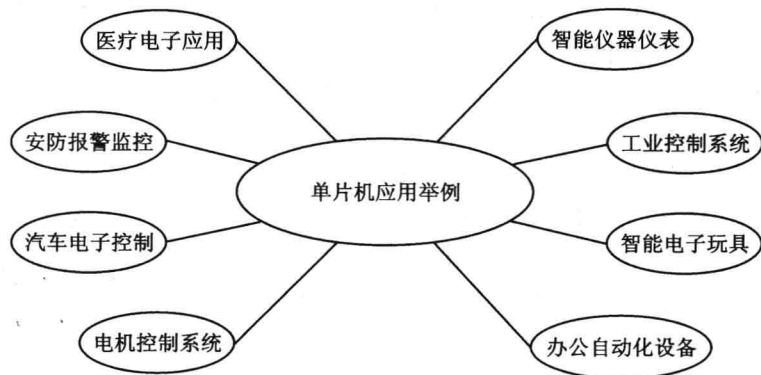 医疗电子应用
智能仪器仪表
安防报警监控
工业控制系统
单片机应用举例
汽车电子控制
智能电子玩具
电机控制系统
办公自动化设备